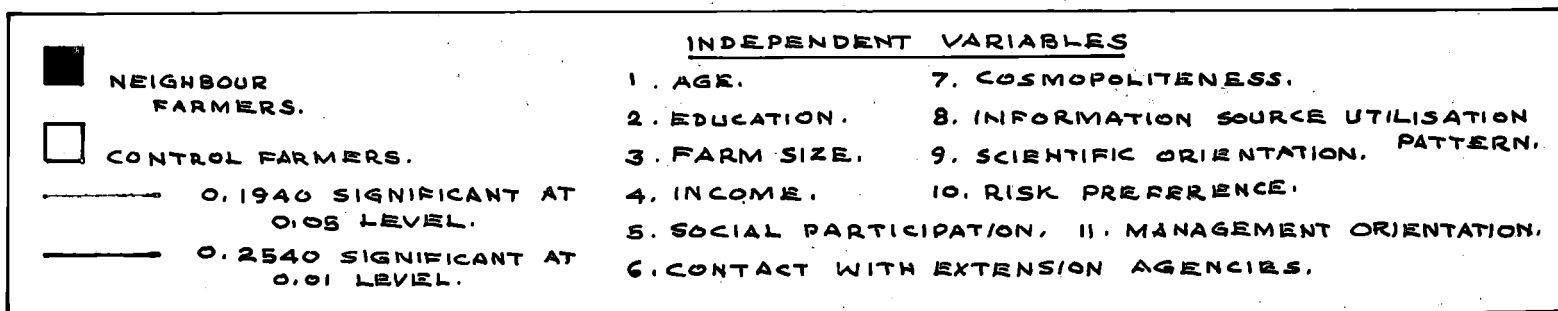 INDEPENDENT VARIABLES
NEIGHBOUR
FARMERS.
CONTROL FARMERS.
0.1940 SIGNIFICANT AT
0.05 LEVEL.
0.2540 SIGNIFICANT AT
0.01 LEVEL.
1. AGE.
2. EDUCATION.
3. FARM SIZE.
4. INCOME.
5. SOCIAL PARTICIPATION. 11. MANAGEMENT ORIENTATION.
6. CONTACT WITH EXTENSION AGENCIES.
7. COSMOPOLITENESS.
8. INFORMATION SOURCE UTILISATION
PATTERN.
9. SCIENTIFIC ORIENTATION.
10. RISK PREFERENCE.